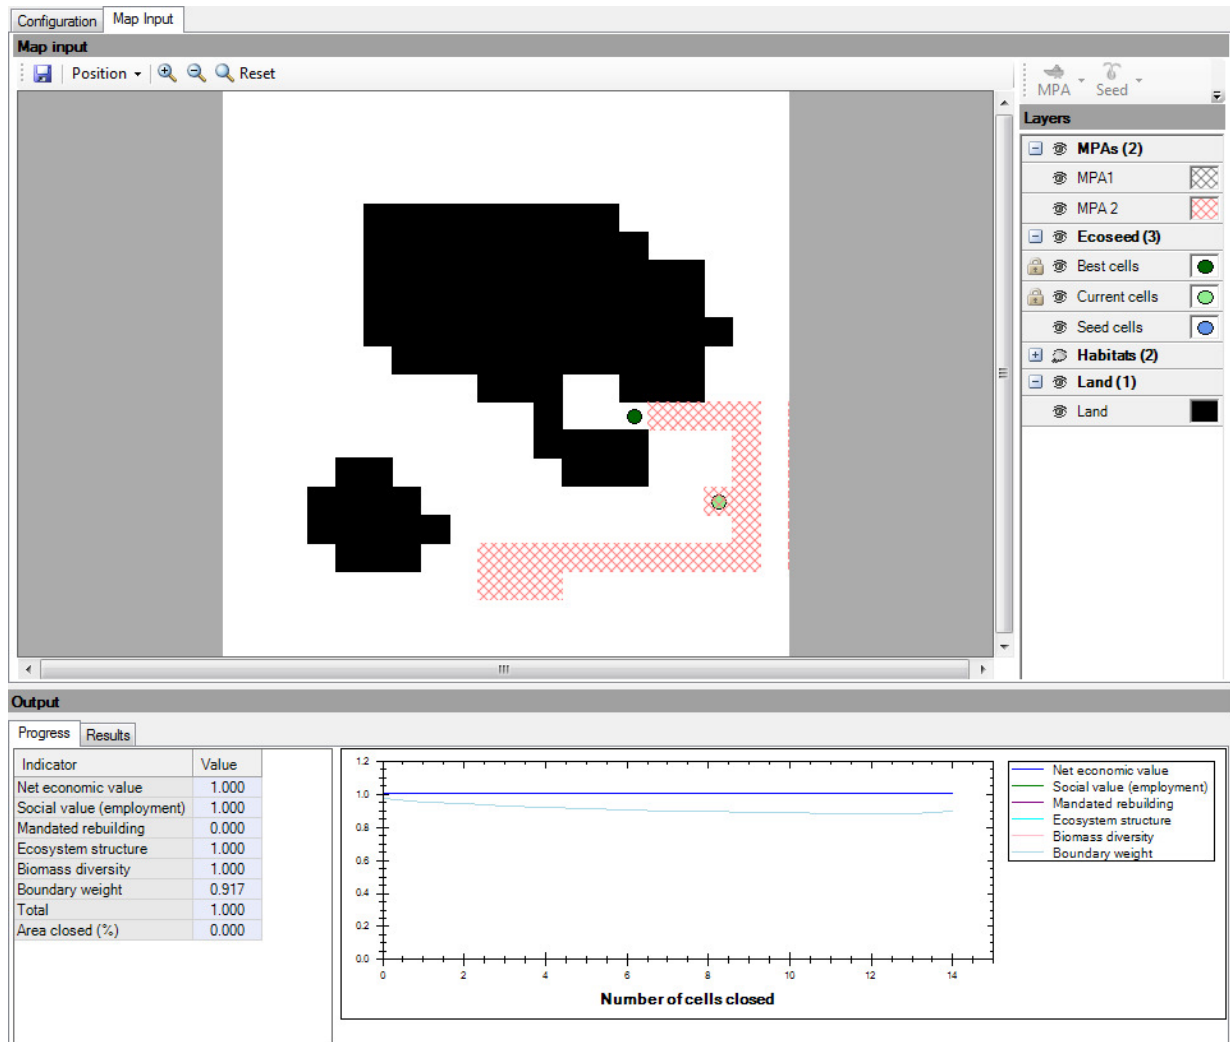 Configuration Map Input
Map input
Position Reset
MPA Seed
Layers
MPAs (2)
MPA1
MPA 2
Ecoseed (3)
Best cells
Current cells
Seed cells
Habitats (2)
Land (1)
Land
Output
Progress Results
Indicator Value
Net economic value 1.000
Social value (employment) 1.000
Mandated rebuilding 0.000
Ecosystem structure 1.000
Biomass diversity 1.000
Boundary weight 0.917
Total 1.000
Area closed (%) 0.000
1.2
1.0
0.8
0.6
0.4
0.2
0.0
0 2 4 6 8 10 12 14
Number of cells closed
Net economic value
Social value (employment)
Mandated rebuilding
Ecosystem structure
Biomass diversity
Boundary weight